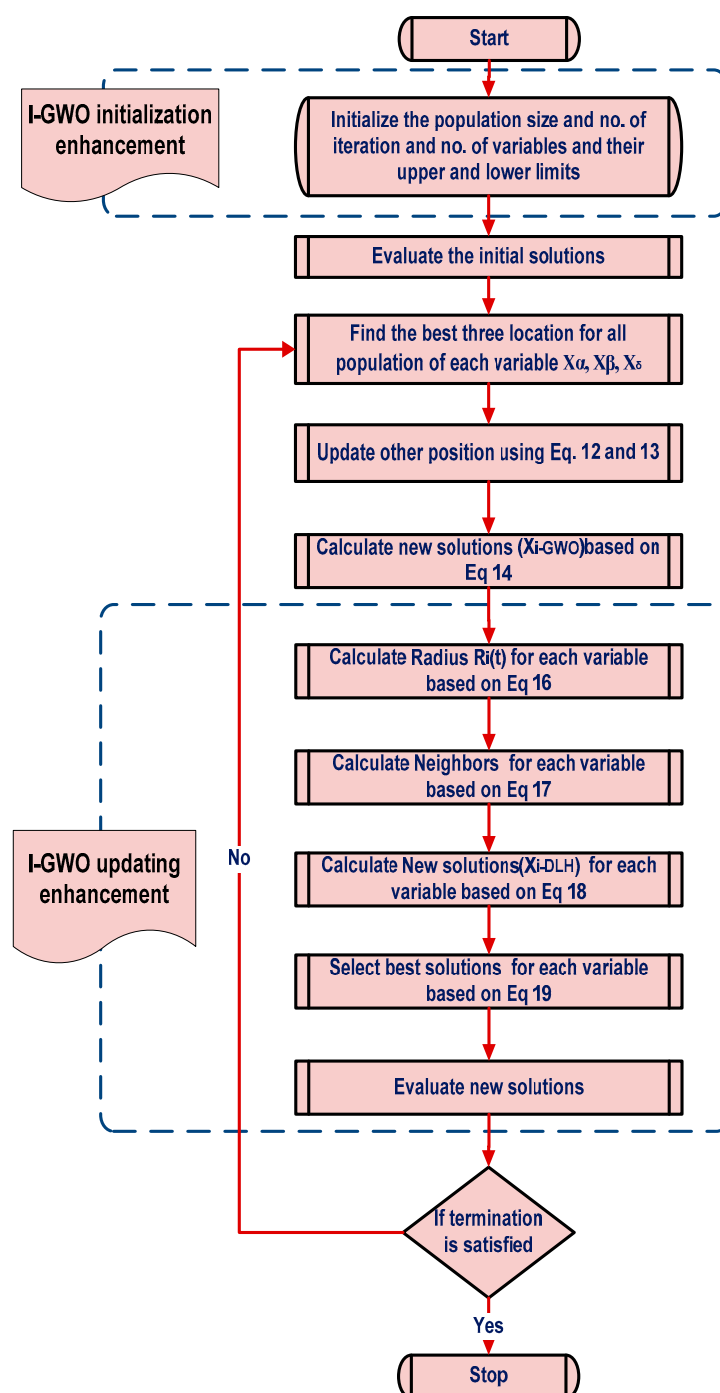 Start
I-GWO initialization
enhancement
Initialize the population size and no. of
iteration and no. of variables and their
upper and lower limits
Evaluate the initial solutions
Find the best three location for all
population of each variable Xα, Xβ, Xδ
Update other position using Eq. 12 and 13
Calculate new solutions (Xi-GWO)based on
Eq 14
Calculate Radius Ri(t) for each variable
based on Eq 16
Calculate Neighbors for each variable
based on Eq 17
I-GWO updating
enhancement
No
Calculate New solutions(Xi-DLH) for each
variable based on Eq 18
Select best solutions for each variable
based on Eq 19
Evaluate new solutions
If termination
is satisfied
Yes
Stop